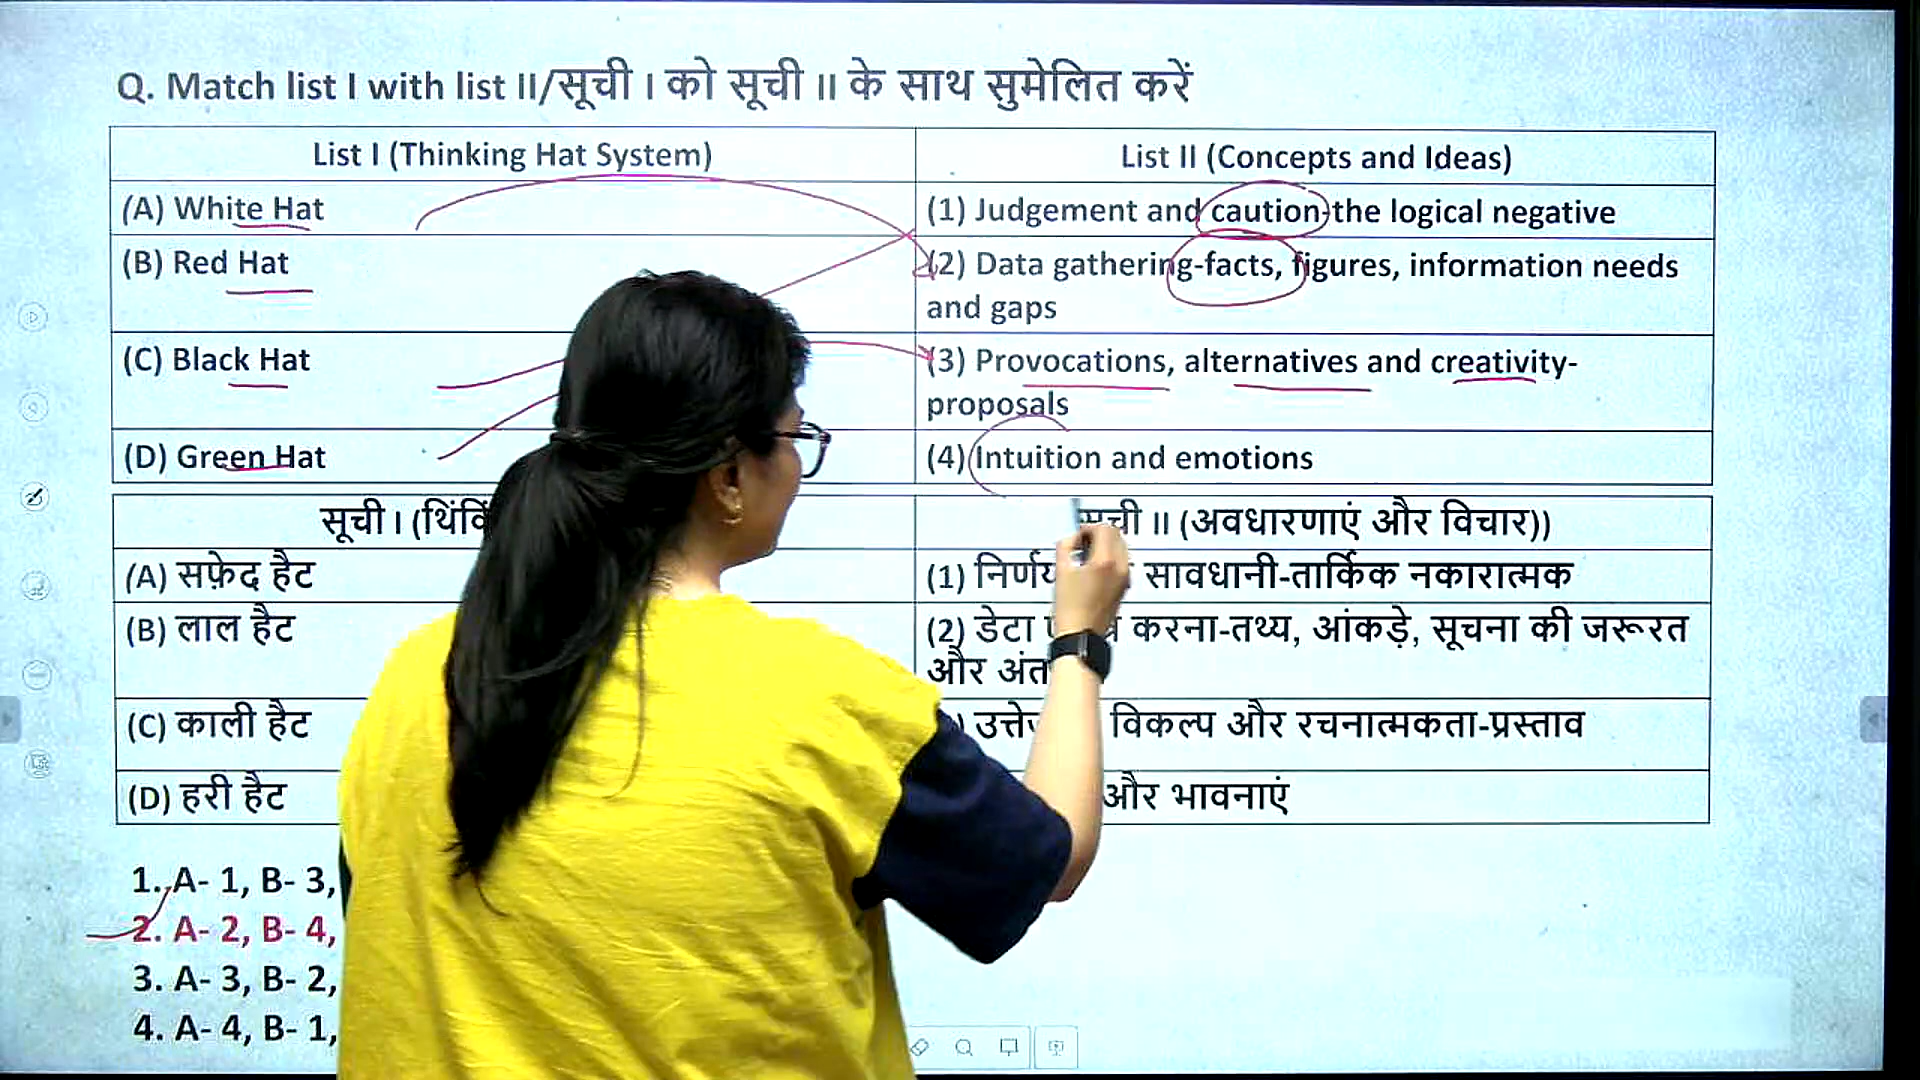 Q. Match list I with list II/सूची I को सूची II के साथ सुमेलित करें
List I (Thinking Hat System)
List II (Concepts and Ideas)
(A) White Hat
(1) Judgement and caution-the logical negative
(B) Red Hat
(2) Data gathering-facts, figures, information needs
and gaps
(C) Black Hat
(3) Provocations, alternatives and creativity-
proposals
(D) Green Hat
(4) Intuition and emotions
सूची I
सूची II (अवधारणाएं और विचार))
(A) सफ़ेद हैट
(1) सावधानी-तार्किक नकारात्मक
(B) लाल हैट
(2) डेटा करना-तथ्य, आंकड़े, सूचना की जरूरत
और
(C) काली हैट
विकल्प और रचनात्मकता-प्रस्ताव
(D) हरी हैट
और भावनाएं
1. A- 1, B- 3,
2. A- 2, B- 4,
3. A- 3, B- 2,
4. A- 4, B- 1,